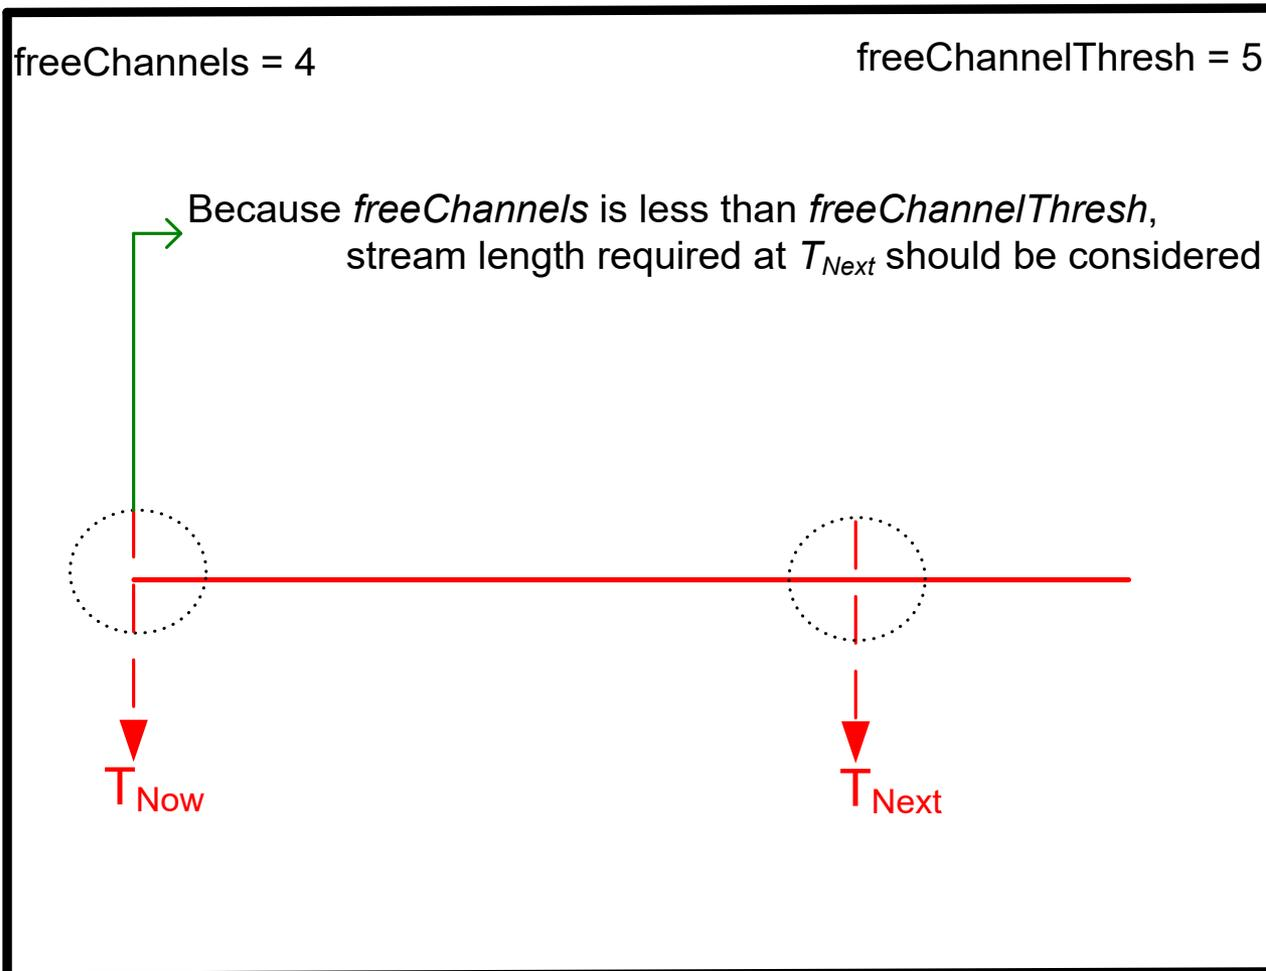 freeChannels = 4
freeChannelThresh = 5
Because freeChannels is less than freeChannelThresh,
stream length required at TNext should be considered
TNow
TNext